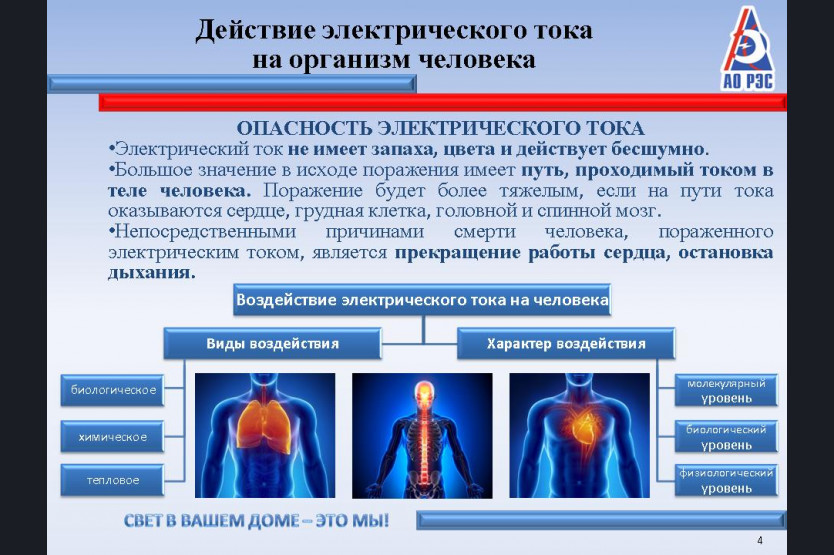 Действие электрического тока
на организм человека
АО РЭС
ОПАСНОСТЬ ЭЛЕКТРИЧЕСКОГО ТОКА
•Электрический ток не имеет запаха, цвета и действует бесшумно.
•Большое значение в исходе поражения имеет путь, проходимый током в
теле человека. Поражение будет более тяжелым, если на пути тока
оказываются сердце, грудная клетка, головной и спинной мозг.
•Непосредственными причинами смерти человека, пораженного
электрическим током, является прекращение работы сердца, остановка
дыхания.
Воздействие электрического тока на человека
Виды воздействия
Характер воздействия
биологическое
химическое
тепловое
молекулярный
уровень
биологический
уровень
физиологический
уровень
СВЕТ В ВАШЕМ ДОМЕ – ЭТО МЫ!
4